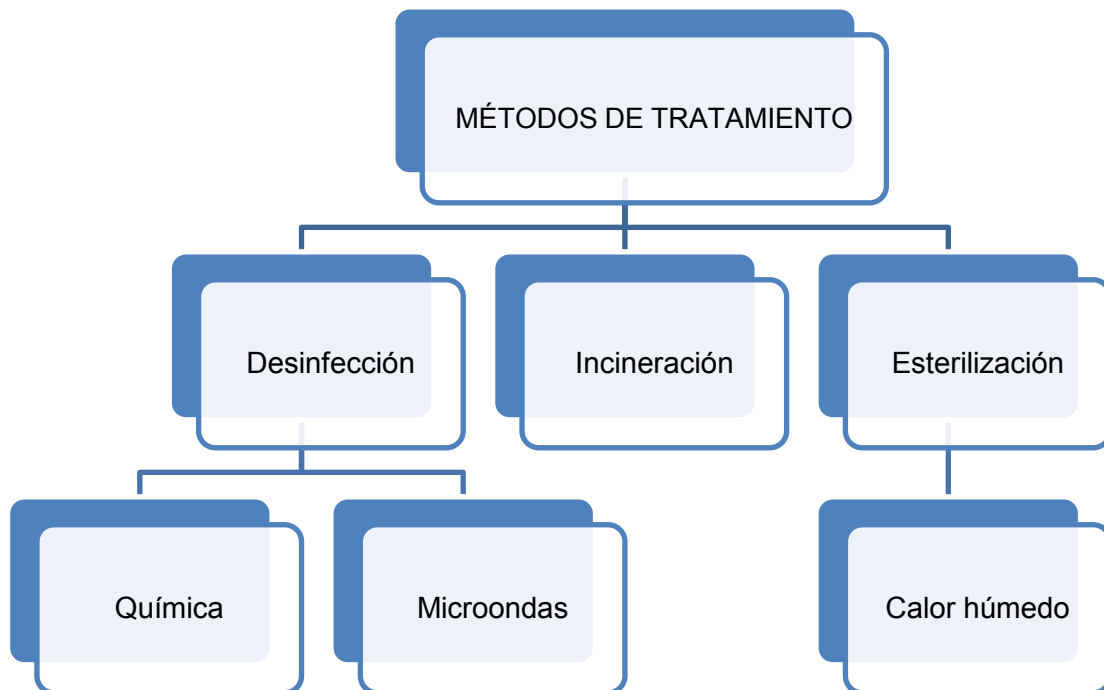 MÉTODOS DE TRATAMIENTO
Desinfección
Incineración
Esterilización
Química
Microondas
Calor húmedo